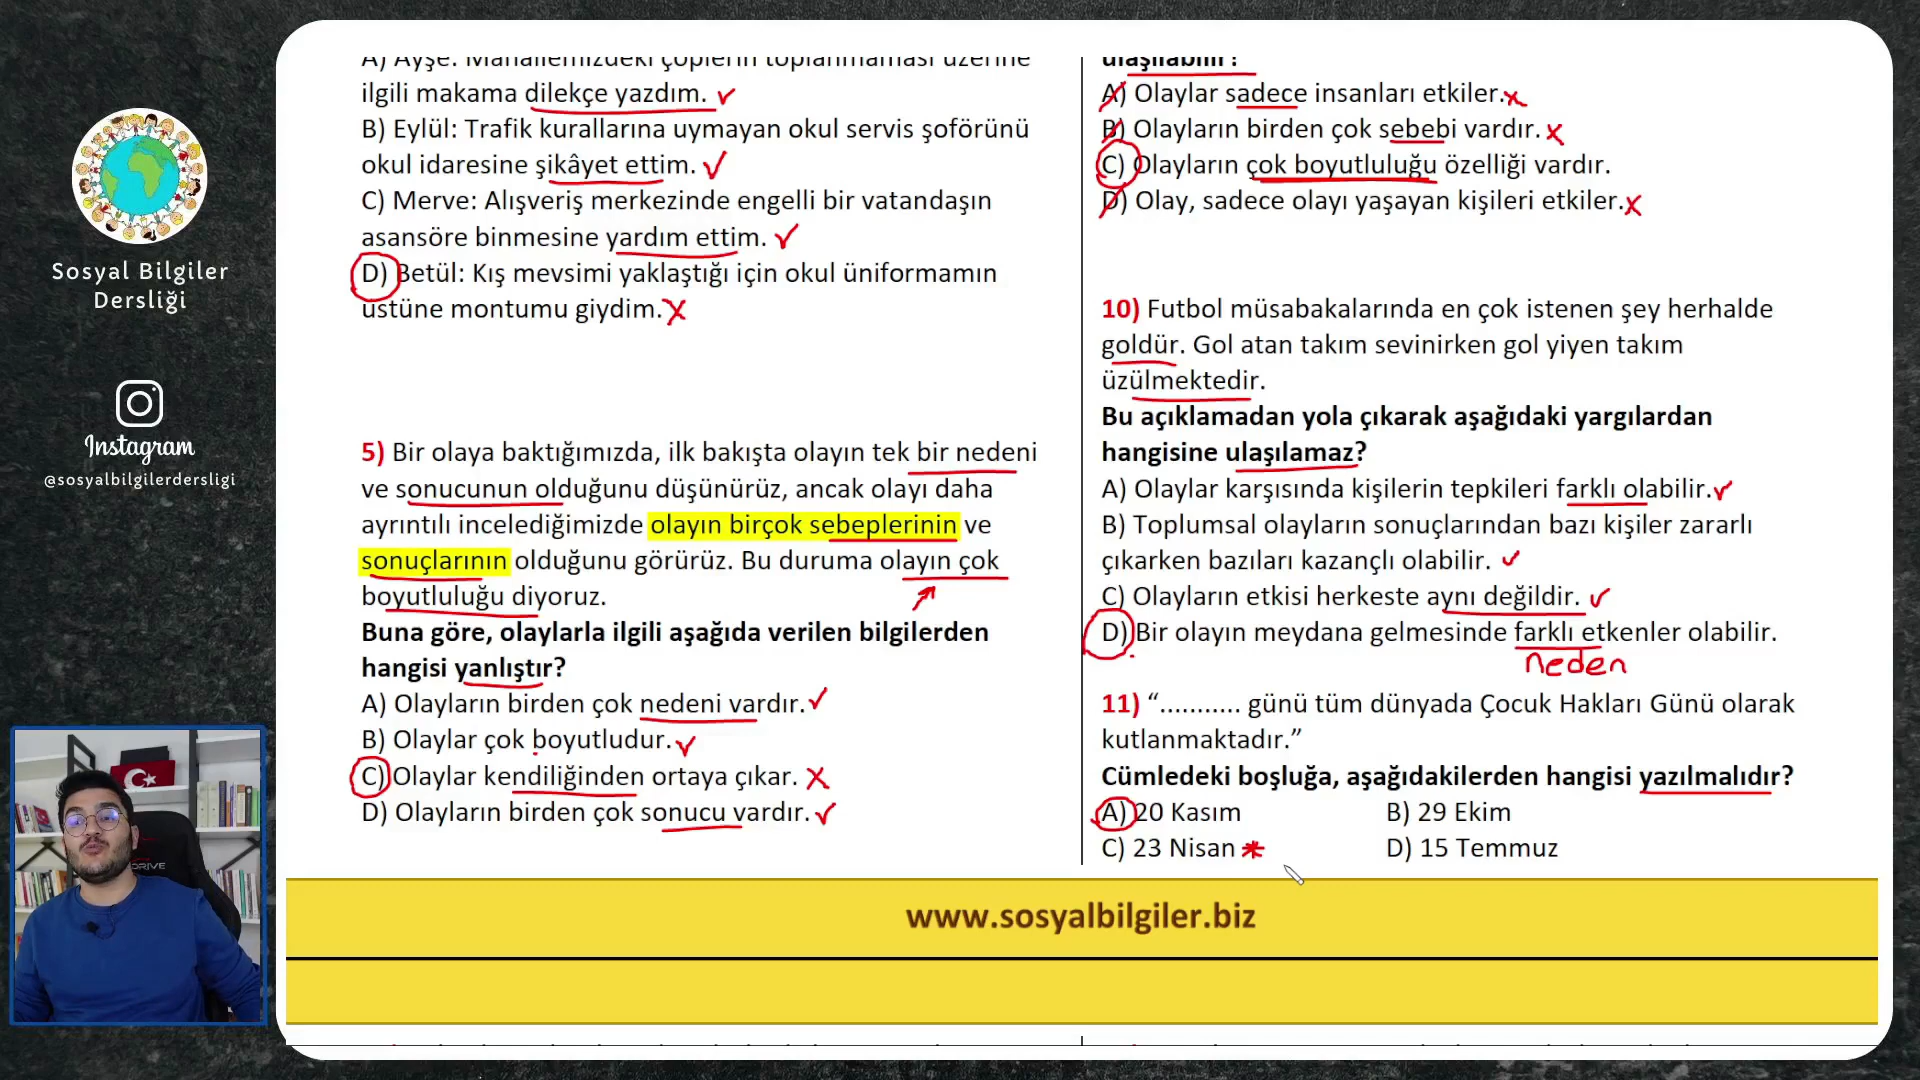 Sosyal Bilgiler
Dersliği
Instagram
@sosyalbilgilerdersligi
A) Ayşe: Mahallemizdeki çöplerin toplanmaması üzerine
ilgili makama dilekçe yazdım.
B) Eylül: Trafik kurallarına uymayan okul servis şoförünü
okul idaresine şikâyet ettim.
C) Merve: Alışveriş merkezinde engelli bir vatandaşın
asansöre binmesine yardım ettim.
D) Betül: Kış mevsimi yaklaştığı için okul üniformamın
üstüne montumu giydim.
5) Bir olaya baktığımızda, ilk bakışta olayın tek bir nedeni
ve sonucunun olduğunu düşünürüz, ancak olayı daha
ayrıntılı incelediğimizde olayın birçok sebeplerinin ve
sonuçlarının olduğunu görürüz. Bu duruma olayın çok
boyutluluğu diyoruz.
Buna göre, olaylarla ilgili aşağıda verilen bilgilerden
hangisi yanlıştır?
A) Olayların birden çok nedeni vardır.
B) Olaylar çok boyutludur.
C) Olaylar kendiliğinden ortaya çıkar.
D) Olayların birden çok sonucu vardır.
ulaşılabilir?
A) Olaylar sadece insanları etkiler.
B) Olayların birden çok sebebi vardır.
C) Olayların çok boyutluluğu özelliği vardır.
D) Olay, sadece olayı yaşayan kişileri etkiler.
10) Futbol müsabakalarında en çok istenen şey herhalde
goldür. Gol atan takım sevinirken gol yiyen takım
üzülmektedir.
Bu açıklamadan yola çıkarak aşağıdaki yargılardan
hangisine ulaşılamaz?
A) Olaylar karşısında kişilerin tepkileri farklı olabilir.
B) Toplumsal olayların sonuçlarından bazı kişiler zararlı
çıkarken bazıları kazançlı olabilir.
C) Olayların etkisi herkeste aynı değildir.
D) Bir olayın meydana gelmesinde farklı etkenler olabilir.
neden
11) “........... günü tüm dünyada Çocuk Hakları Günü olarak
kutlanmaktadır.”
Cümledeki boşluğa, aşağıdakilerden hangisi yazılmalıdır?
A) 20 Kasım B) 29 Ekim
C) 23 Nisan D) 15 Temmuz
www.sosyalbilgiler.biz